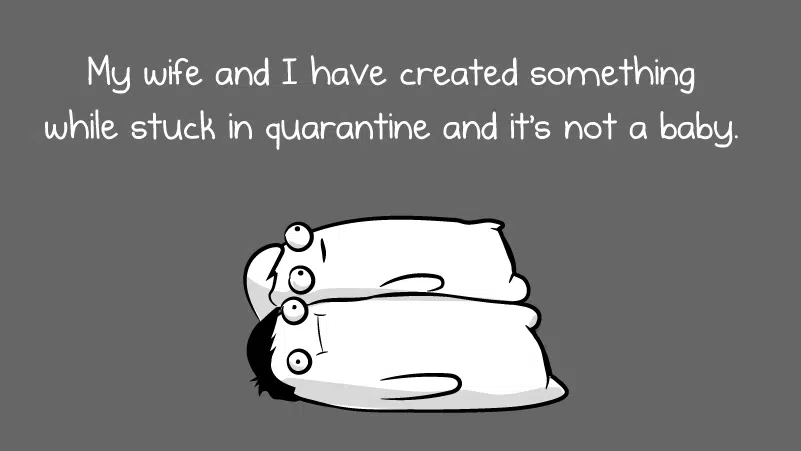 My wife and I have created something
while stuck in quarantine and it's not a baby.